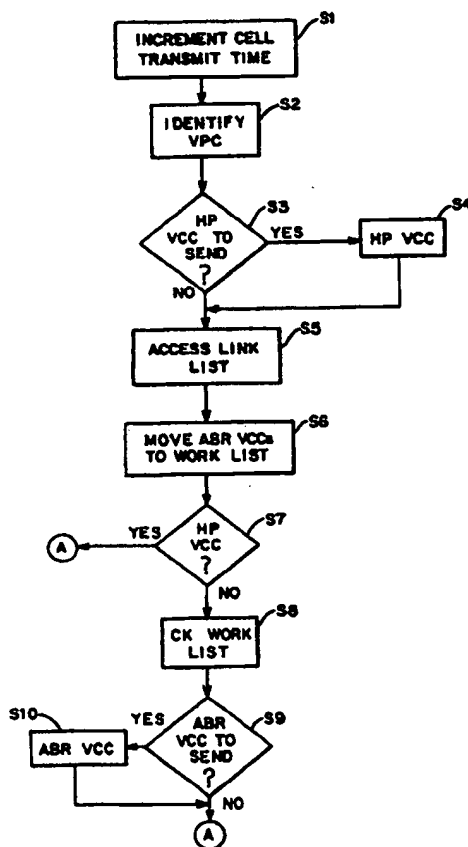 S1
INCREMENT CELL
TRANSMIT TIME
S2
IDENTIFY
VPC
S3
HP
VCC TO
SEND
?
YES
NO
S4
HP VCC
S5
ACCESS LINK
LIST
S6
MOVE ABR VCCs
TO WORK LIST
S7
HP
VCC
?
YES
A
NO
S8
CK WORK
LIST
S9
ABR
VCC TO
SEND
?
YES
S10
ABR VCC
NO
A